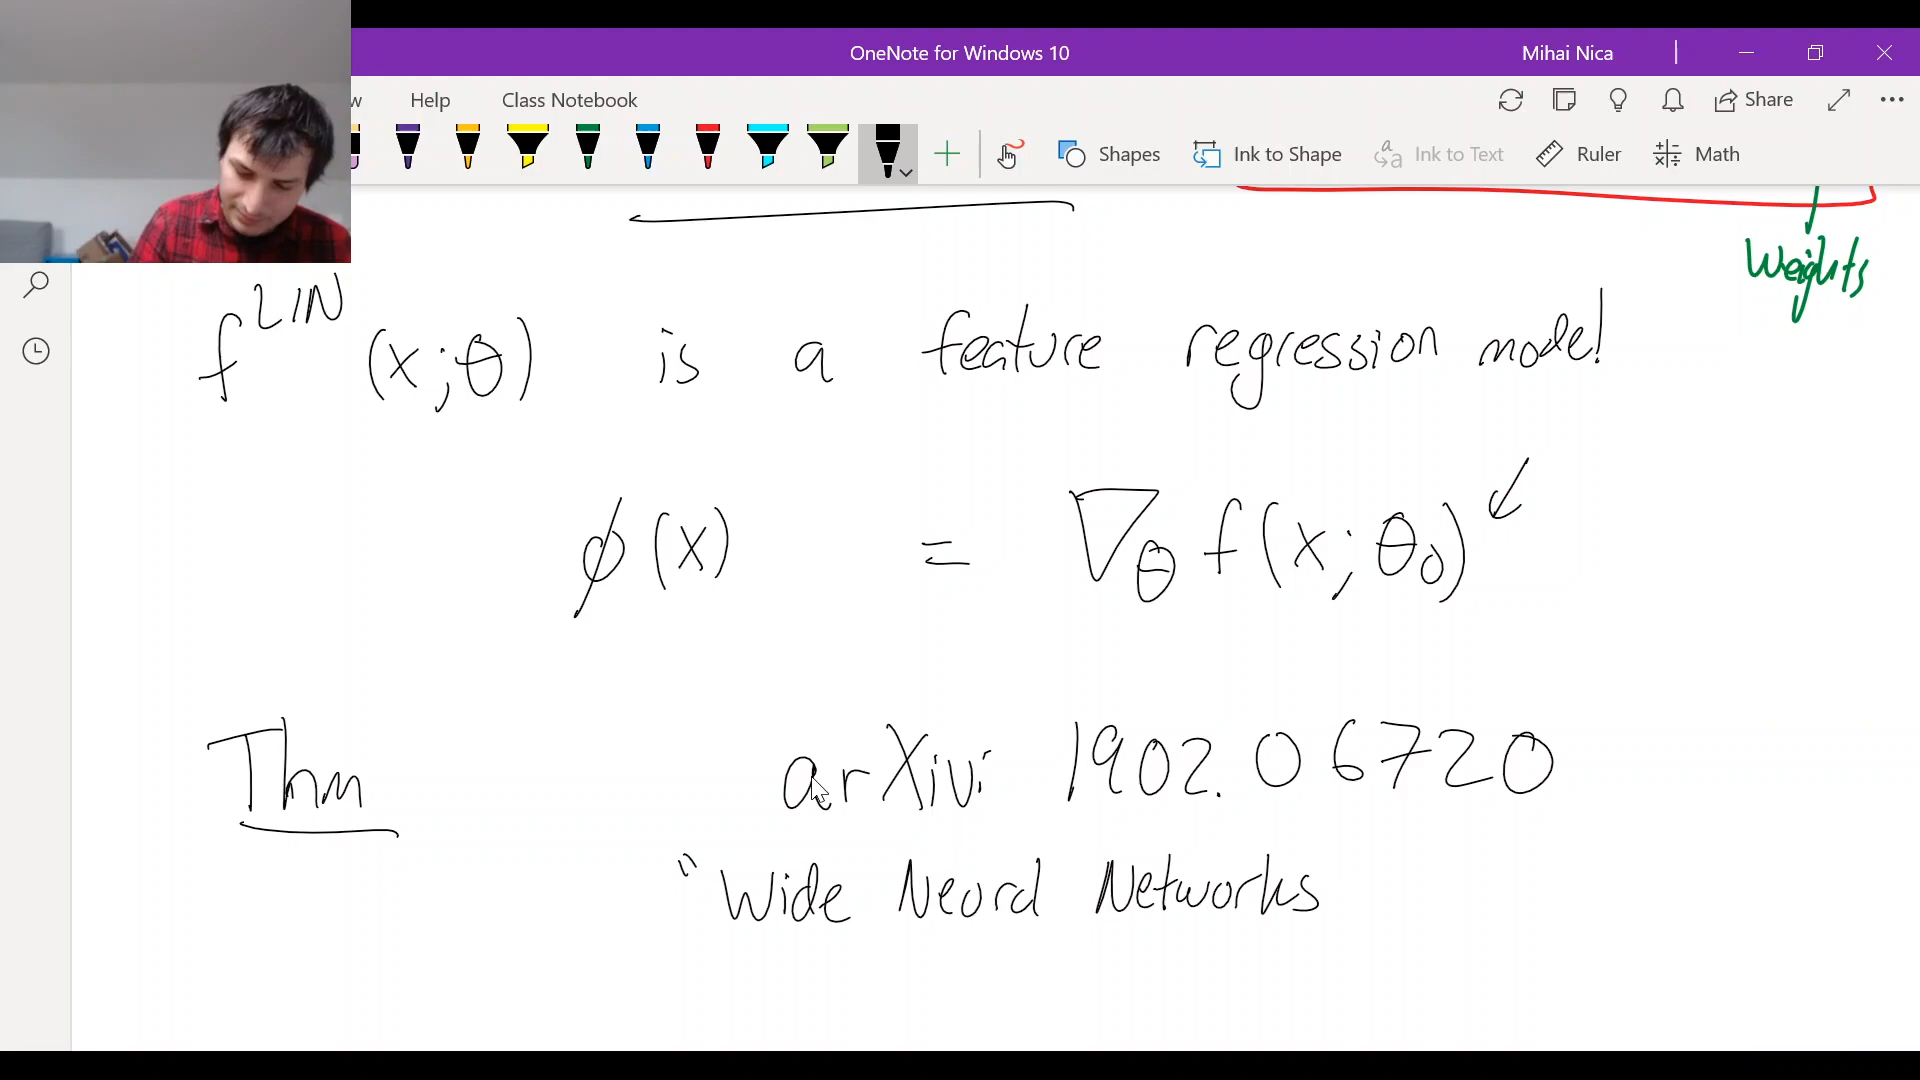 OneNote for Windows 10
Mihai Nica
w
Help
Class Notebook
Share
Shapes
Ink to Shape
Ink to Text
Ruler
Math
Weights
f^LIN (x;θ) is a feature regression model
ϕ(x) = ∇_θ f(x;θ₀)
Thm
arXivi 1902.06720
"Wide Neural Networks